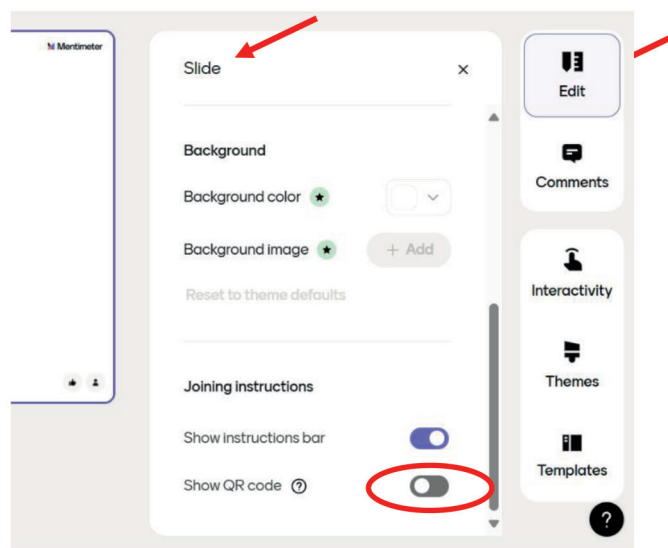 Mentimeter
Slide
Background
Background color
Background image
+ Add
Reset to theme defaults
Joining instructions
Show instructions bar
Show QR code ?
Edit
Comments
Interactivity
Themes
Templates
?